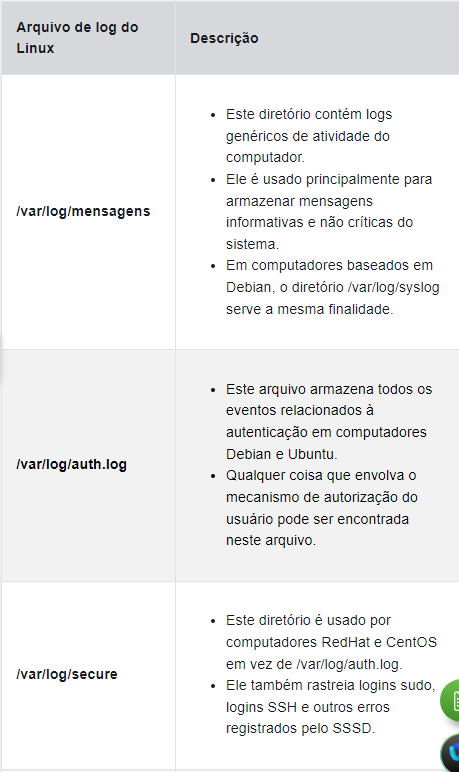 Arquivo de log do
Linux
Descrição
/var/log/mensagens
Este diretório contém logs
genéricos de atividade do
computador.
Ele é usado principalmente para
armazenar mensagens
informativas e não críticas do
sistema.
Em computadores baseados em
Debian, o diretório /var/log/syslog
serve a mesma finalidade.
/var/log/auth.log
Este arquivo armazena todos os
eventos relacionados à
autenticação em computadores
Debian e Ubuntu.
Qualquer coisa que envolva o
mecanismo de autorização do
usuário pode ser encontrada
neste arquivo.
/var/log/secure
Este diretório é usado por
computadores RedHat e CentOS
em vez de /var/log/auth.log.
Ele também rastreia logins sudo,
logins SSH e outros erros
registrados pelo SSSD.